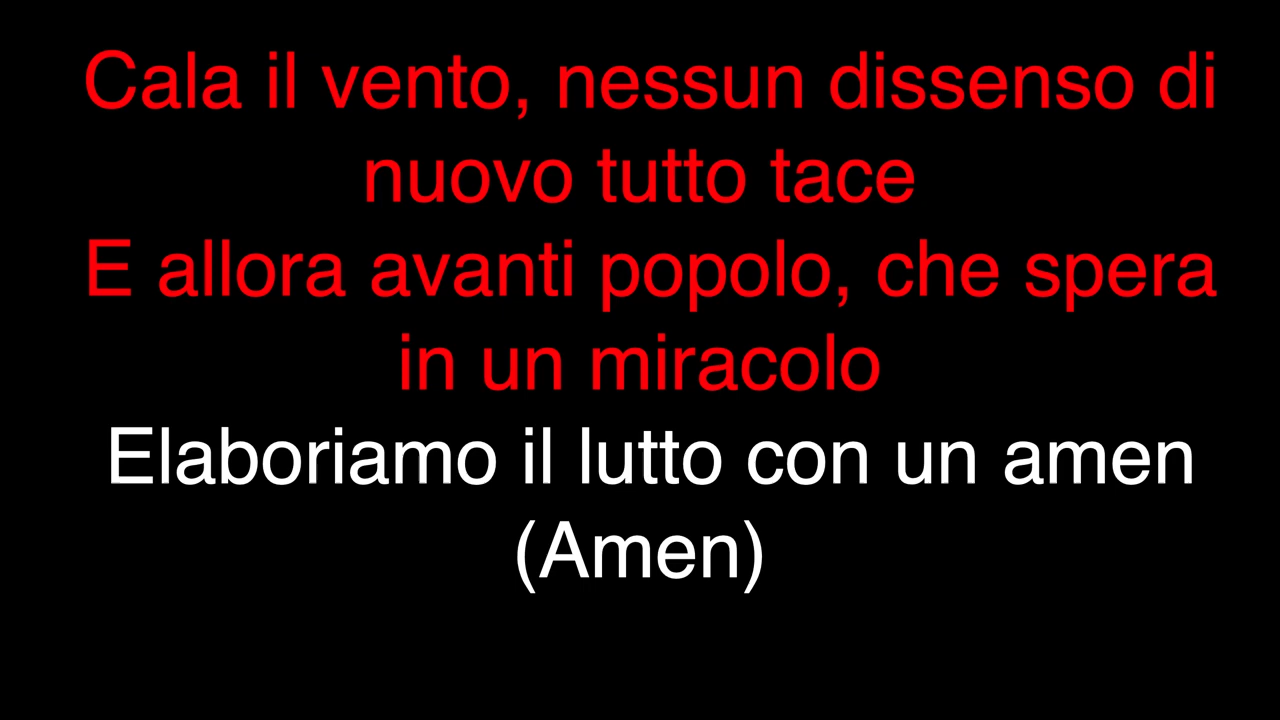 Cala il vento, nessun dissenso di
nuovo tutto tace
E allora avanti popolo, che spera
in un miracolo
Elaboriamo il lutto con un amen
(Amen)